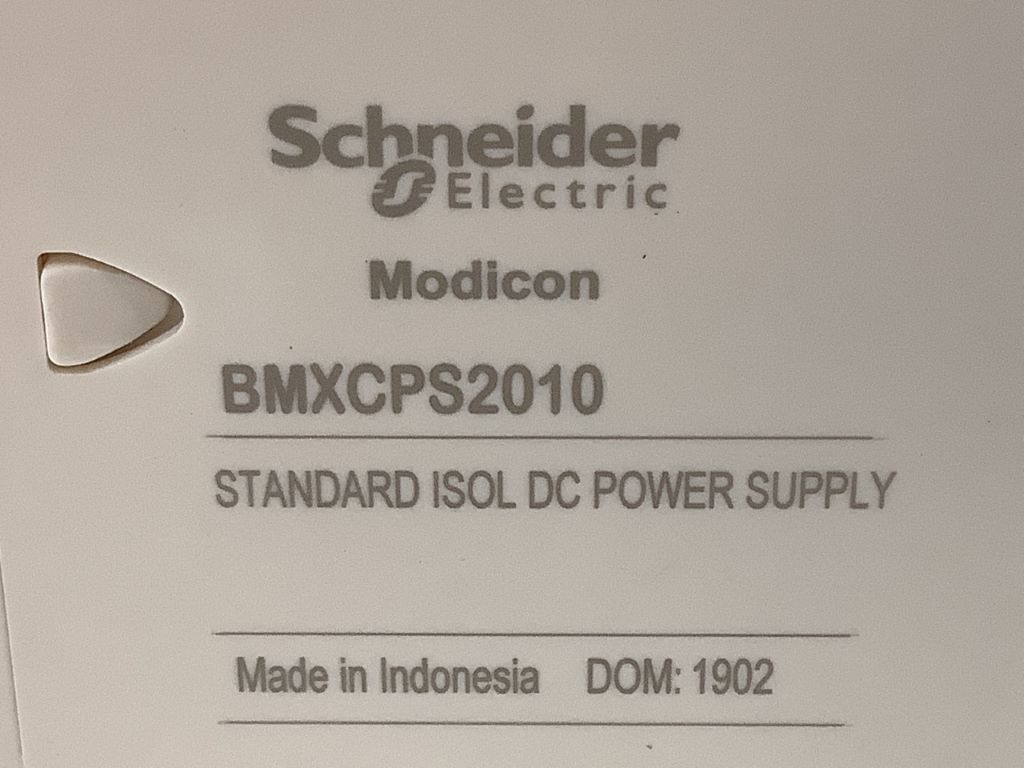 Schneider
Electric
Modicon
BMXCPS2010
STANDARD ISOL DC POWER SUPPLY
Made in Indonesia DOM: 1902